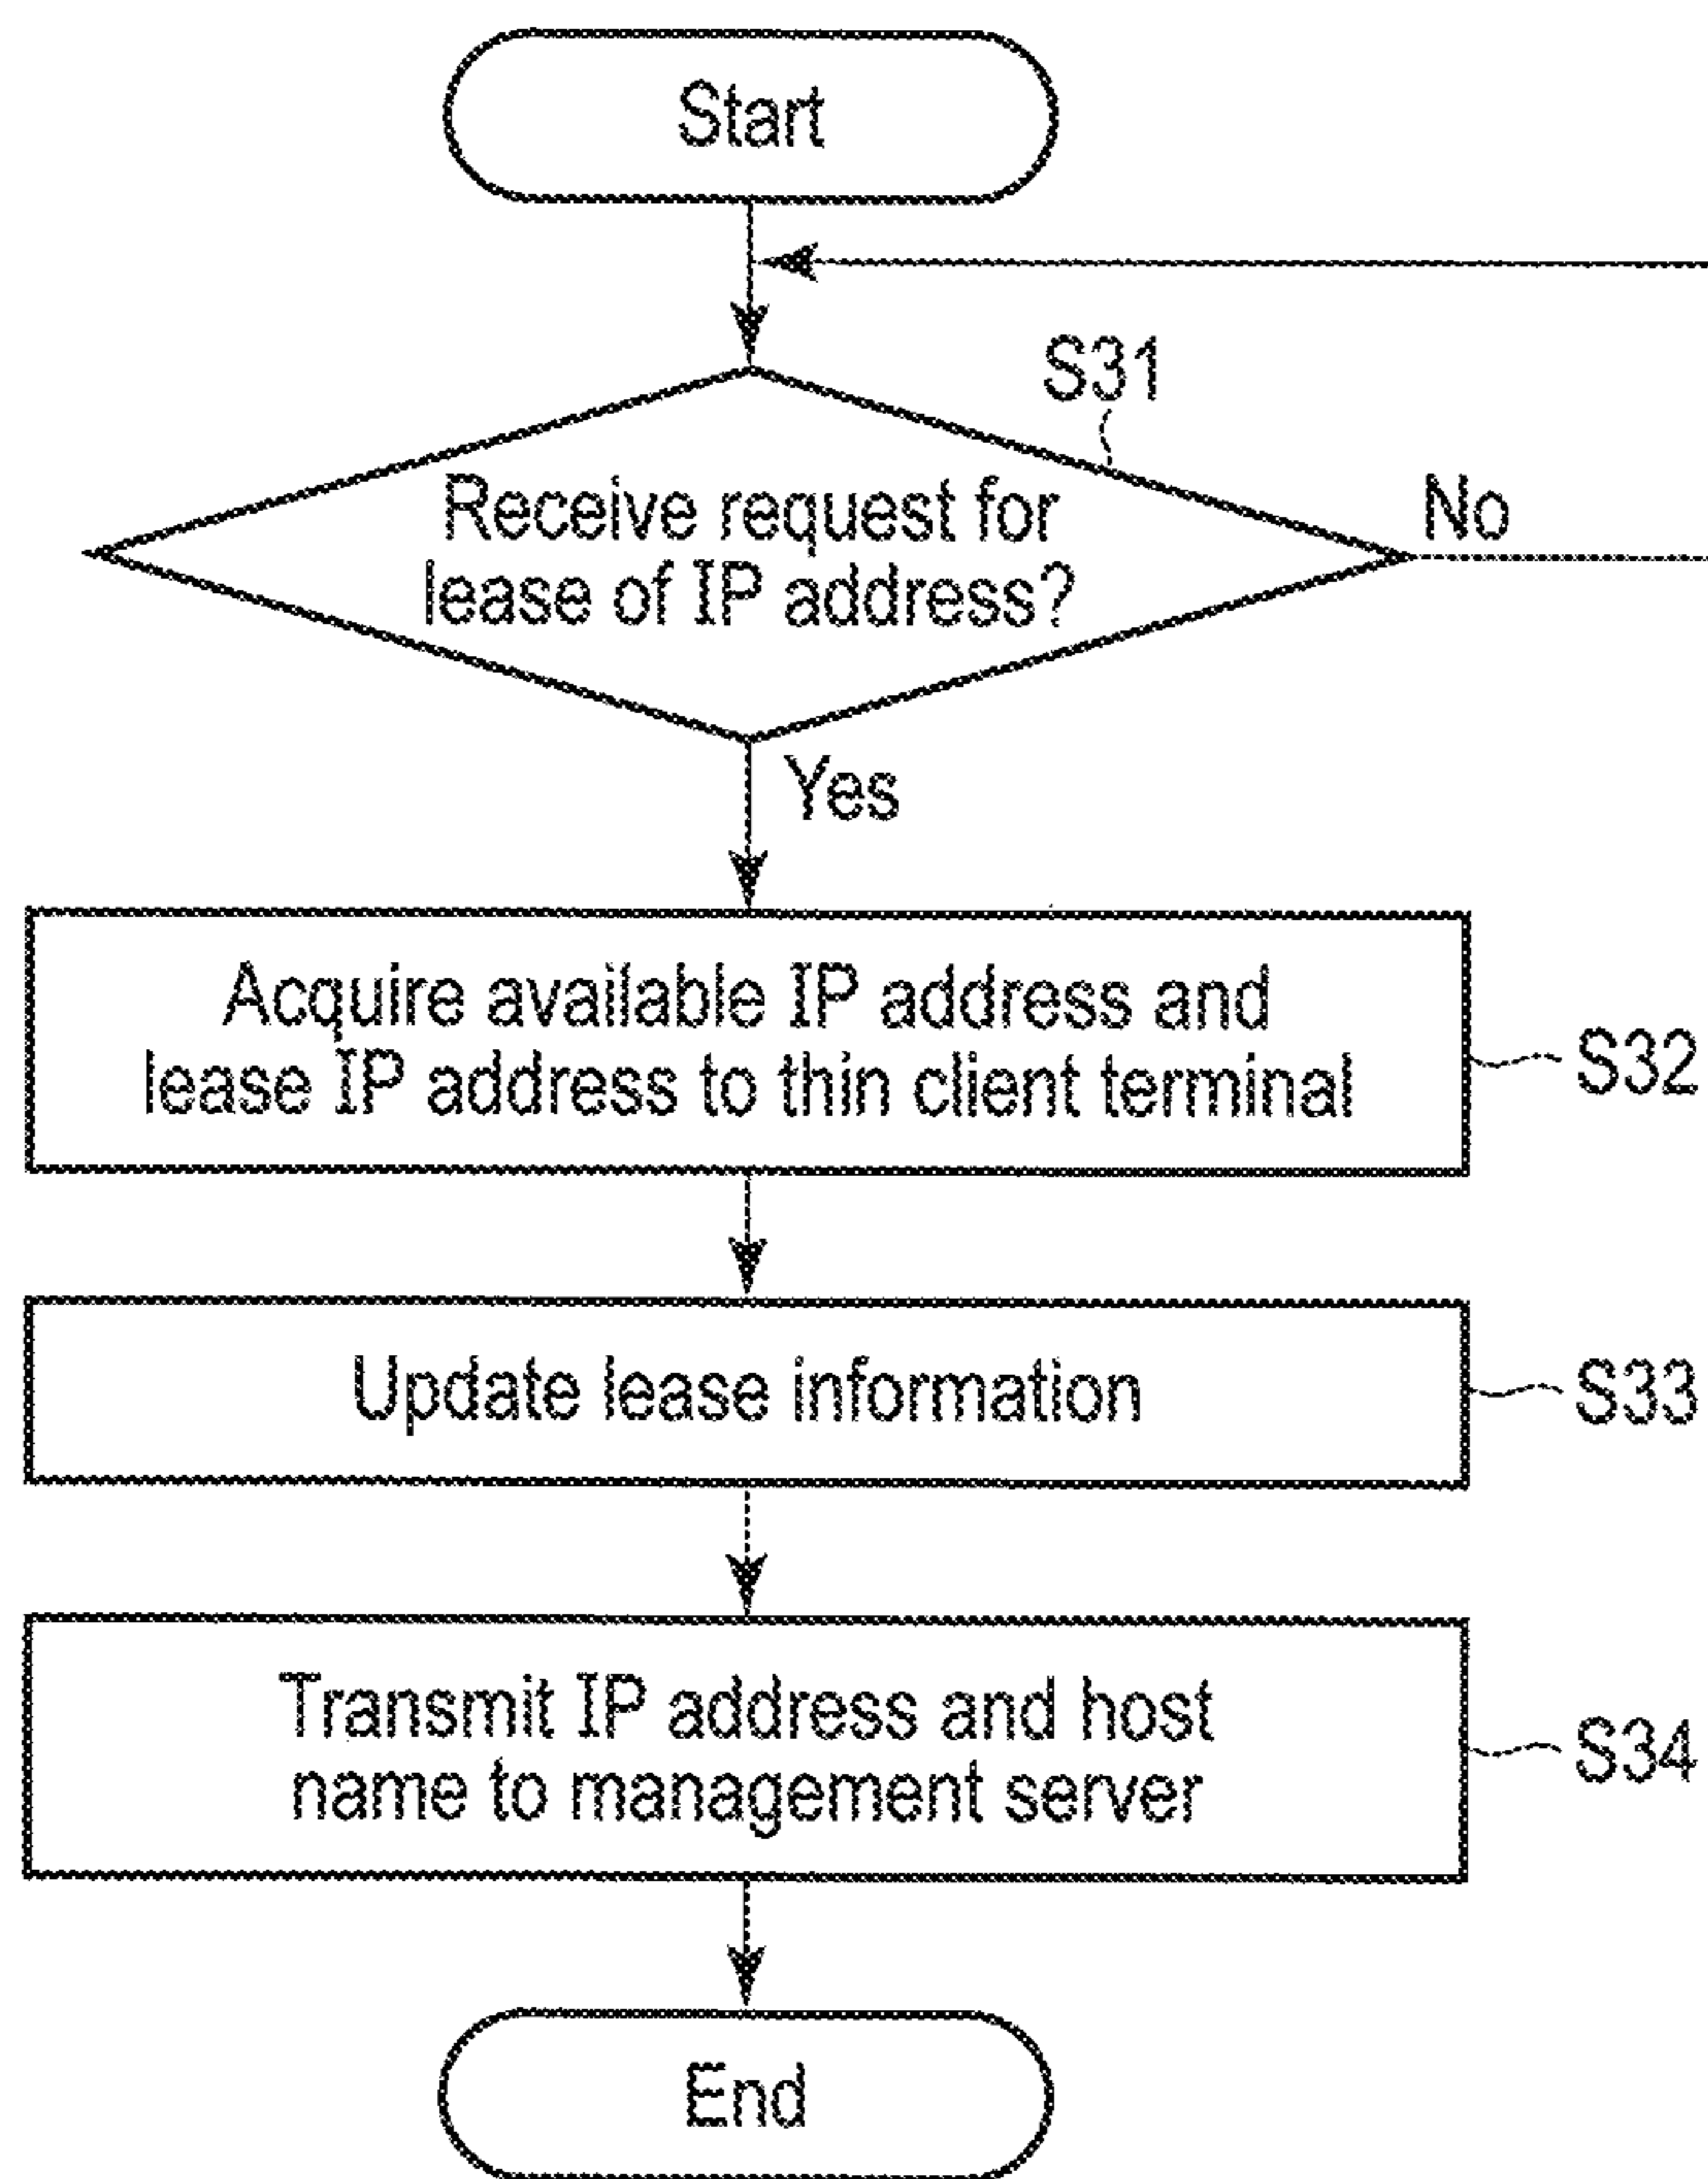 Start
S31
Receive request for
lease of IP address?
No
Yes
Acquire available IP address and
lease IP address to thin client terminal
S32
Update lease information
S33
Transmit IP address and host
name to management server
S34
End